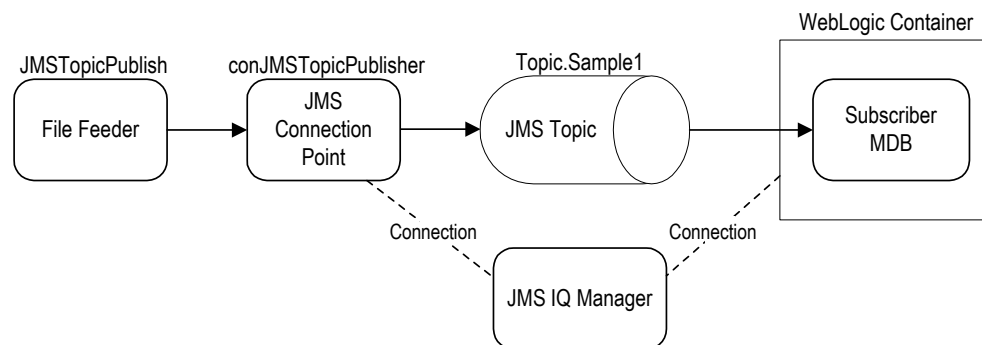 WebLogic Container
JMSTopicPublish
conJMSTopicPublisher
Topic.Sample1
File Feeder
JMS
Connection
Point
JMS Topic
Subscriber
MDB
Connection
Connection
JMS IQ Manager